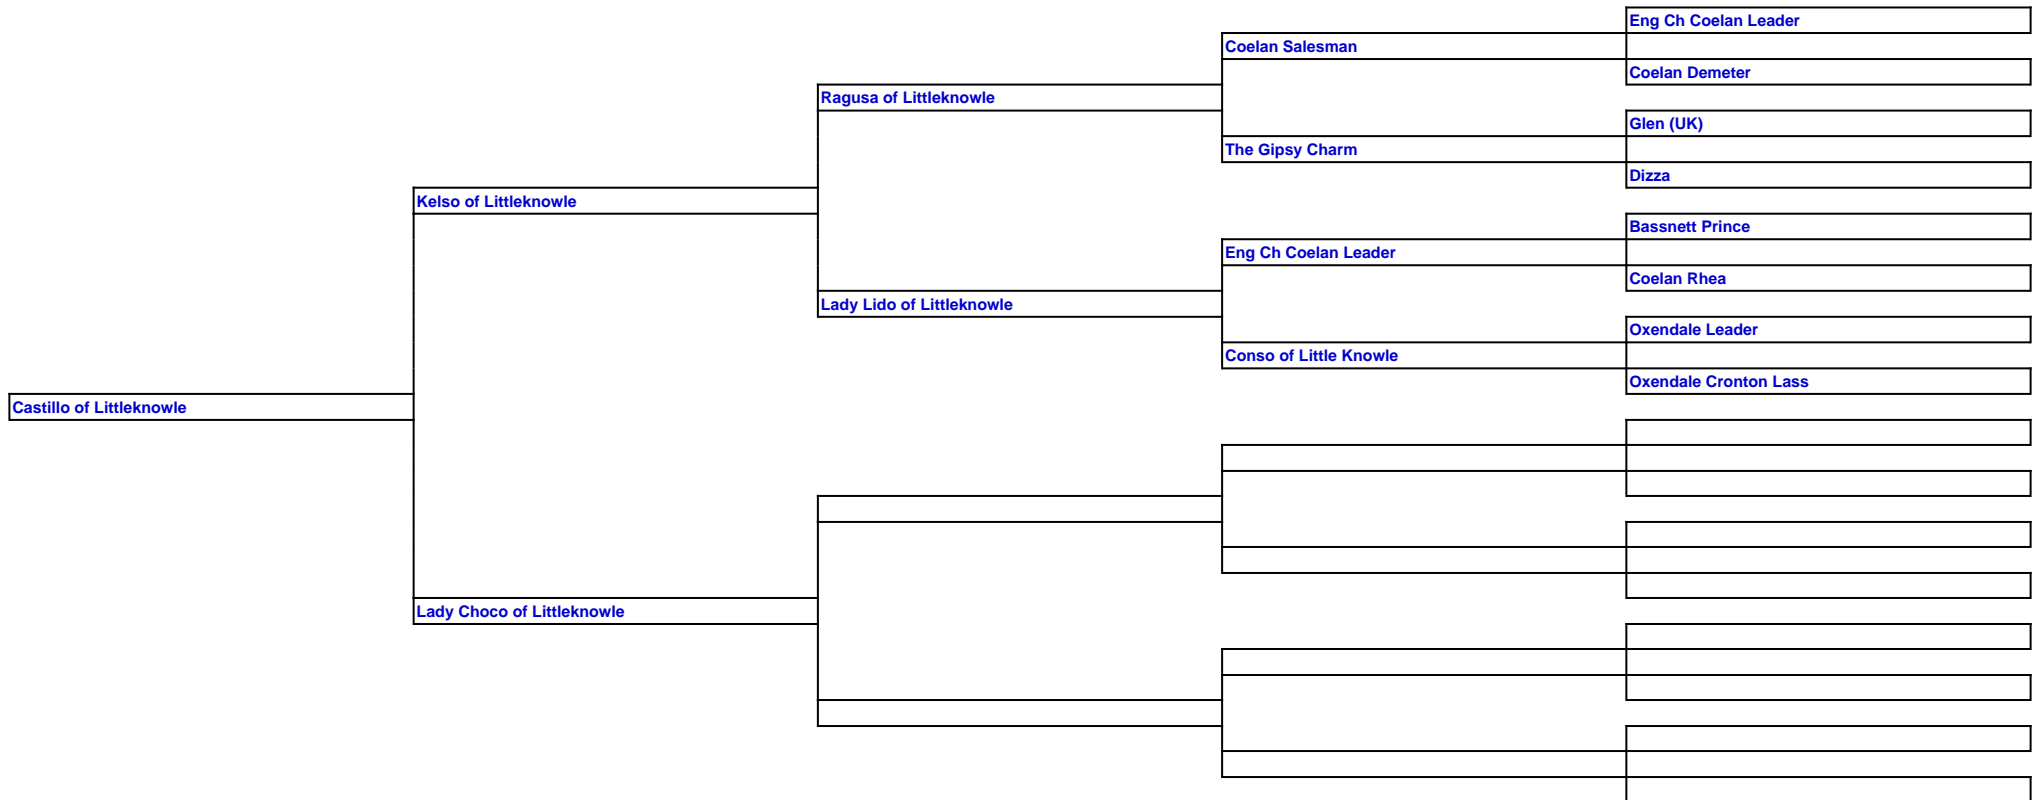 Eng Ch Coelan Leader
Coelan Salesman
Coelan Demeter
Ragusa of Littleknowle
Glen (UK)
The Gipsy Charm
Dizza
Kelso of Littleknowle
Bassnett Prince
Eng Ch Coelan Leader
Coelan Rhea
Lady Lido of Littleknowle
Oxendale Leader
Conso of Little Knowle
Oxendale Cronton Lass
Castillo of Littleknowle
Lady Choco of Littleknowle